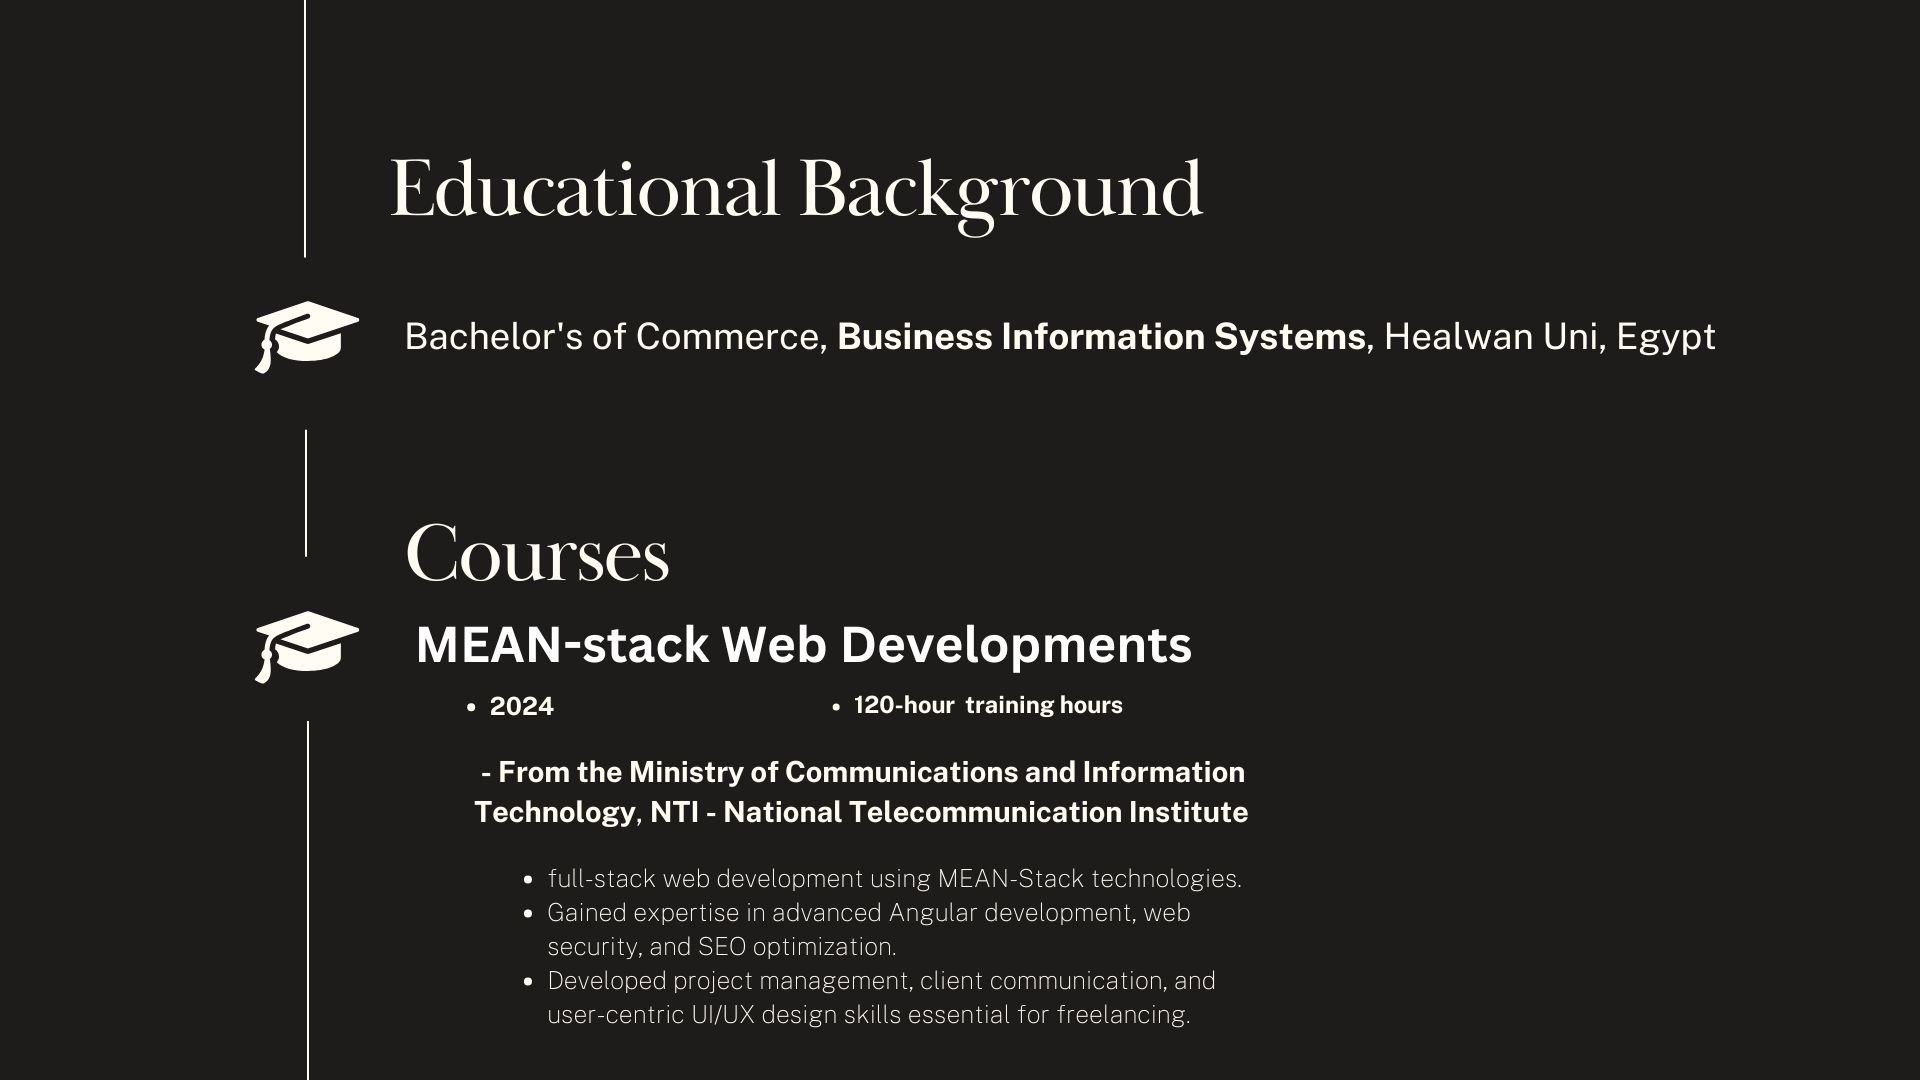 Educational Background
Bachelor's of Commerce, Business Information Systems, Healwan Uni, Egypt
Courses
MEAN-stack Web Developments
• 2024
• 120-hour  training hours
- From the Ministry of Communications and Information
Technology, NTI - National Telecommunication Institute
• full-stack web development using MEAN-Stack technologies.
• Gained expertise in advanced Angular development, web
security, and SEO optimization.
• Developed project management, client communication, and
user-centric UI/UX design skills essential for freelancing.